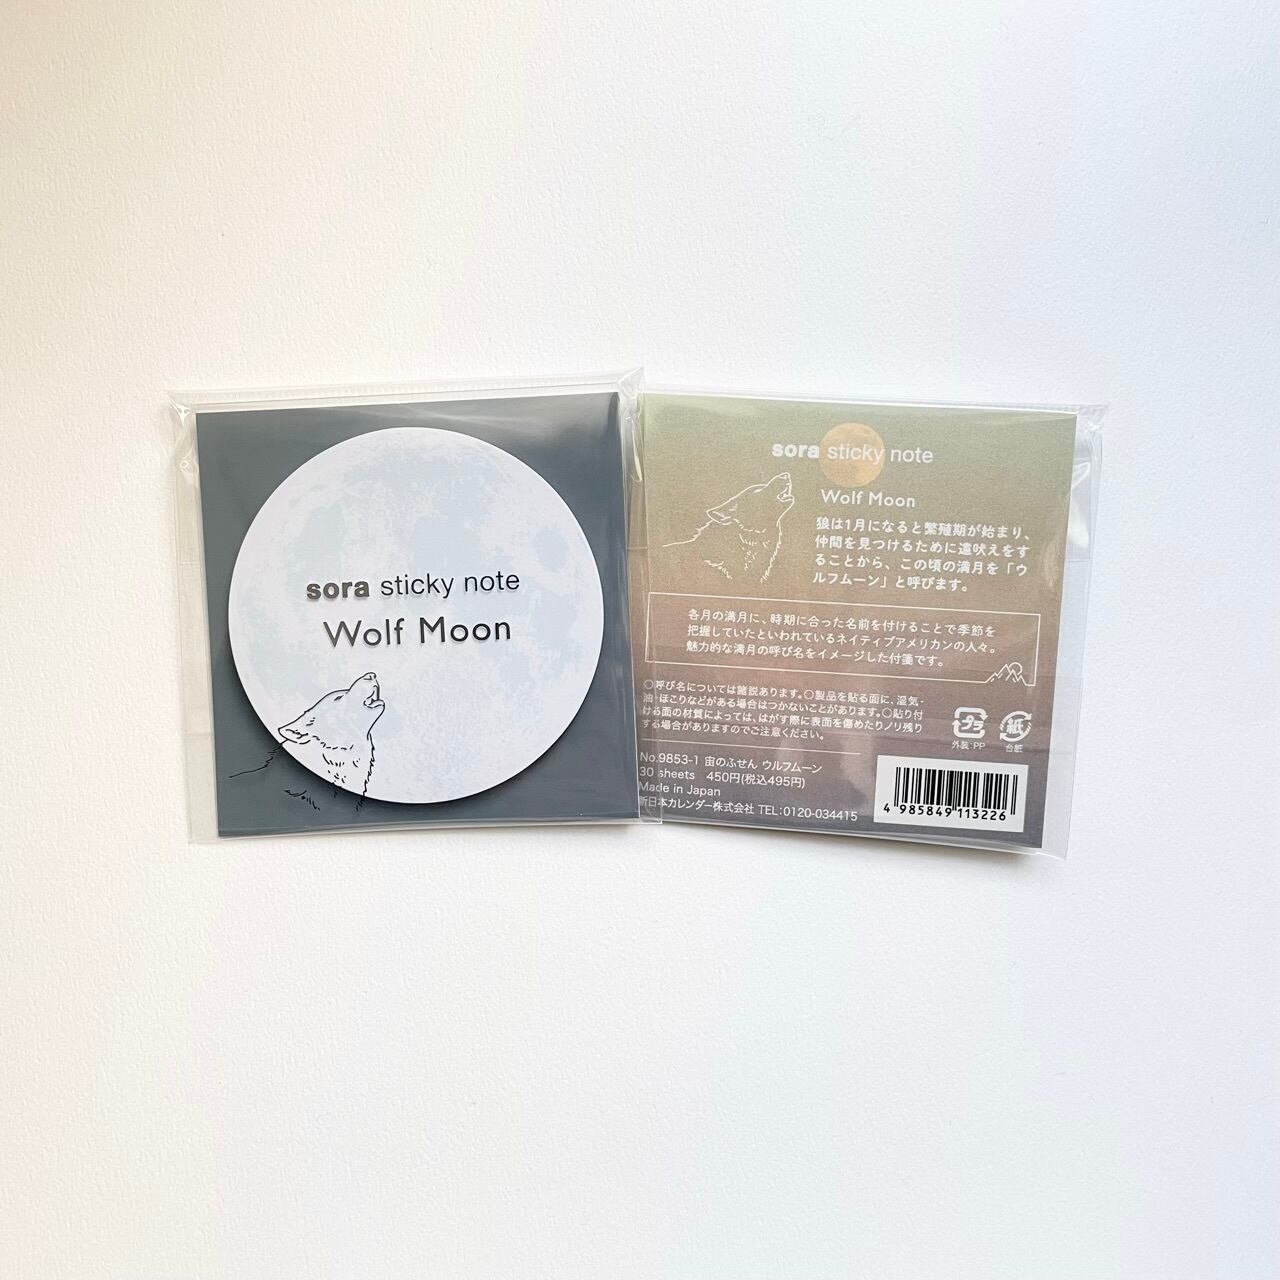 sora sticky note
Wolf Moon
sora sticky note
Wolf Moon
狼は1月になると繁殖期が始まり、
仲間を見つけるために遠吠えをす
ることから、この頃の満月を「ウ
ルフムーン」と呼びます。
各月の満月に、時期に合った名前を付けることで季節を
把握していたといわれているネイティブアメリカンの人々。
魅力的な満月の呼び名をイメージした付箋です。
○呼び名については諸説あります。○製品を貼る面に、湿気・
油・ほこりなどがある場合はつかないことがあります。○貼り付
ける面の材質によっては、はがす際に表面を傷めたりノリ残り
する場合がありますのでご注意ください。
プラ
外装:PP
紙
台紙
No.9853-1 宙のふせん ウルフムーン
30 sheets 450円(税込495円)
Made in Japan
新日本カレンダー株式会社 TEL:0120-034415
4 985849 113226